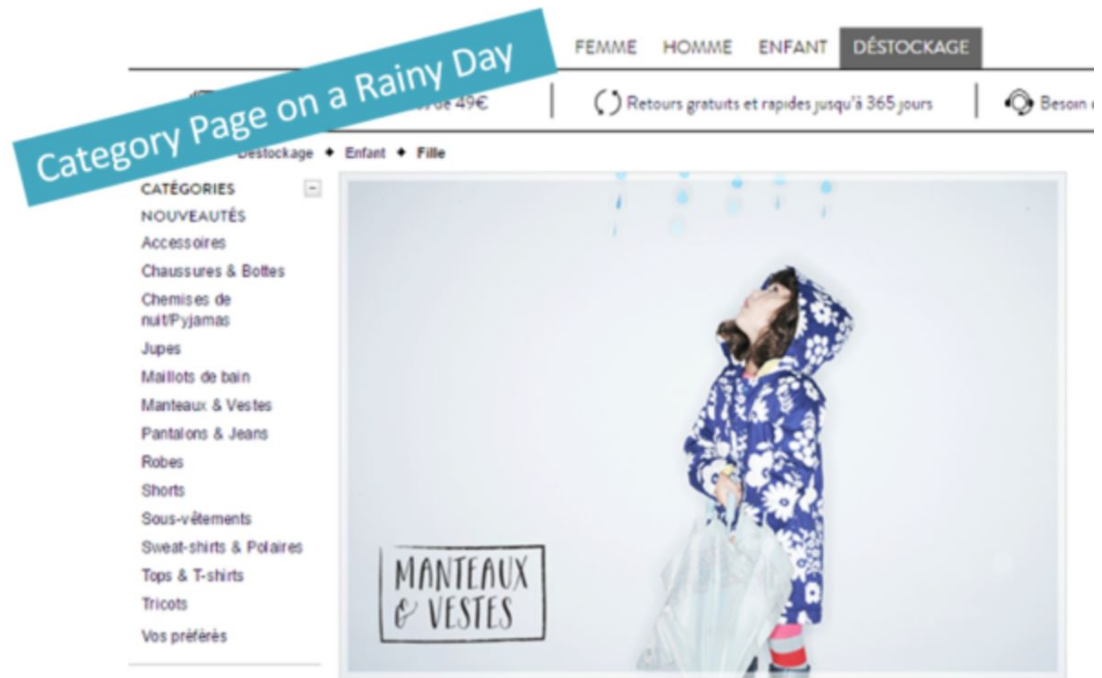 Category Page on a Rainy Day
FEMME HOMME ENFANT DÉSTOCKAGE
de 49€
Retours gratuits et rapides jusqu'à 365 jours
Besoin
Déstockage ♦ Enfant ♦ Fille
CATÉGORIES
NOUVEAUTÉS
Accessoires
Chaussures & Bottes
Chemises de
nuit/Pyjamas
Jupes
Maillots de bain
Manteaux & Vestes
Pantalons & Jeans
Robes
Shorts
Sous-vêtements
Sweat-shirts & Polaires
Tops & T-shirts
Tricots
Vos préférés
MANTEAUX
& VESTES